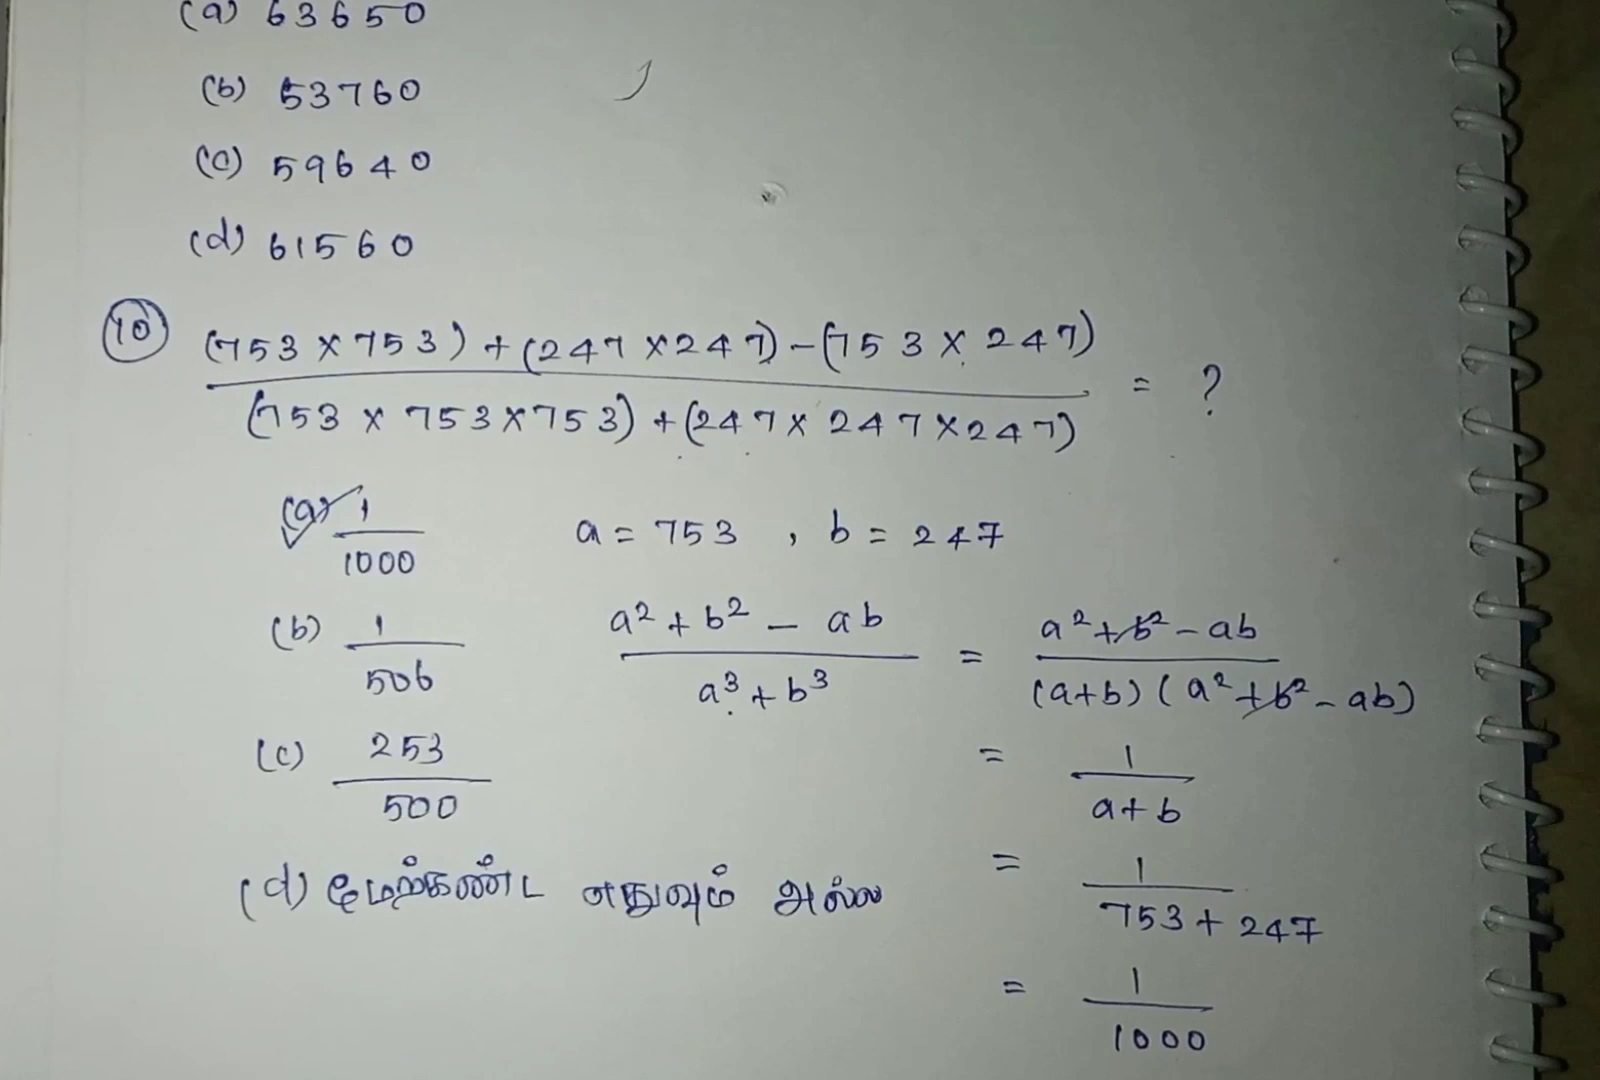 (a) 63650
(b) 53760
(c) 59640
(d) 61560
(10) (753 × 753) + (247 × 247) - (753 × 247)
(753 × 753 × 753) + (247 × 247 × 247)
= ?
(a) 1
1000
a = 753 , b = 247
(b) 1
506
a² + b² - ab
a³ + b³
= a² + b² - ab
(a+b) (a² + b² - ab)
(c) 253
500
= 1
a + b
(d) மேற்கண்ட எதுவும் அல்ல
= 1
753 + 247
= 1
1000